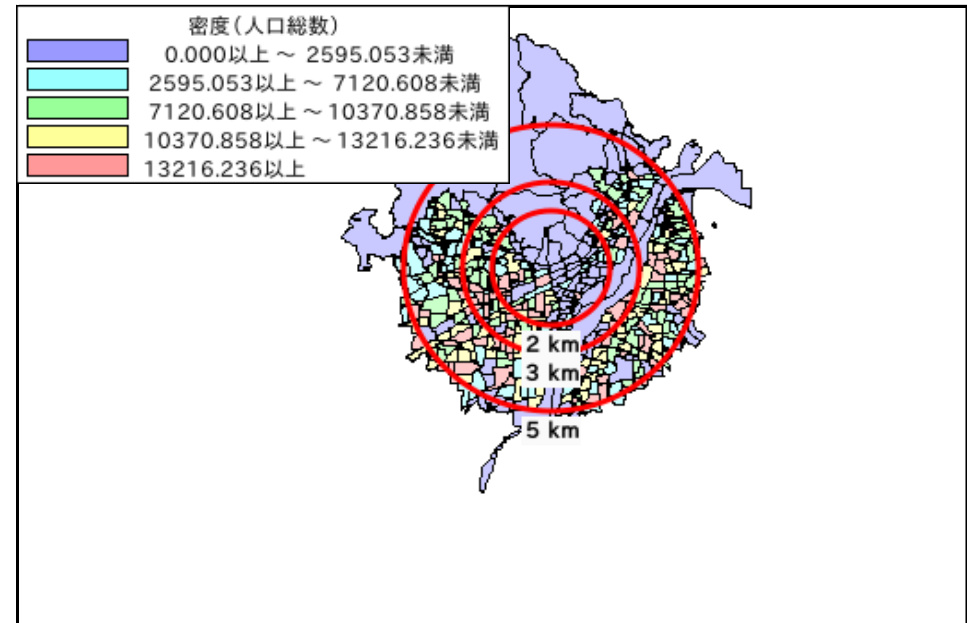 密度(人口総数)
0.000以上 ～ 2595.053未満
2595.053以上 ～ 7120.608未満
7120.608以上 ～ 10370.858未満
10370.858以上 ～ 13216.236未満
13216.236以上
2 km
3 km
5 km